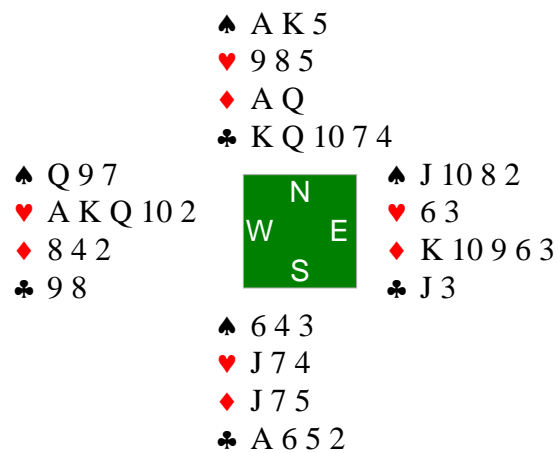 ♠ A K 5
♥ 9 8 5
♦ A Q
♣ K Q 10 7 4
♠ Q 9 7
♥ A K Q 10 2
♦ 8 4 2
♣ 9 8
N
W E
S
♠ J 10 8 2
♥ 6 3
♦ K 10 9 6 3
♣ J 3
♠ 6 4 3
♥ J 7 4
♦ J 7 5
♣ A 6 5 2